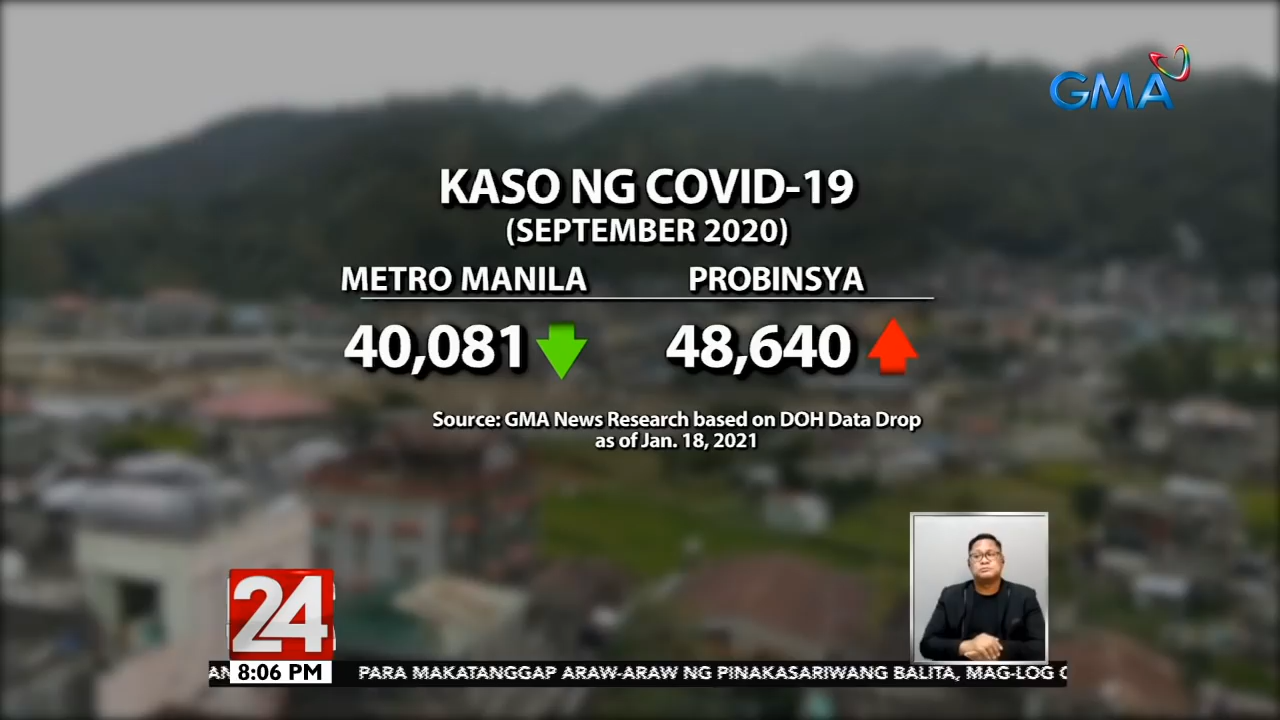 GMA
KASO NG COVID-19
(SEPTEMBER 2020)
METRO MANILA PROBINSYA
40,081 48,640
Source: GMA News Research based on DOH Data Drop
as of Jan. 18, 2021
24
8:06 PM
PARA MAKATANGGAP ARAW-ARAW NG PINAKASARIWANG BALITA, MAG-LOG